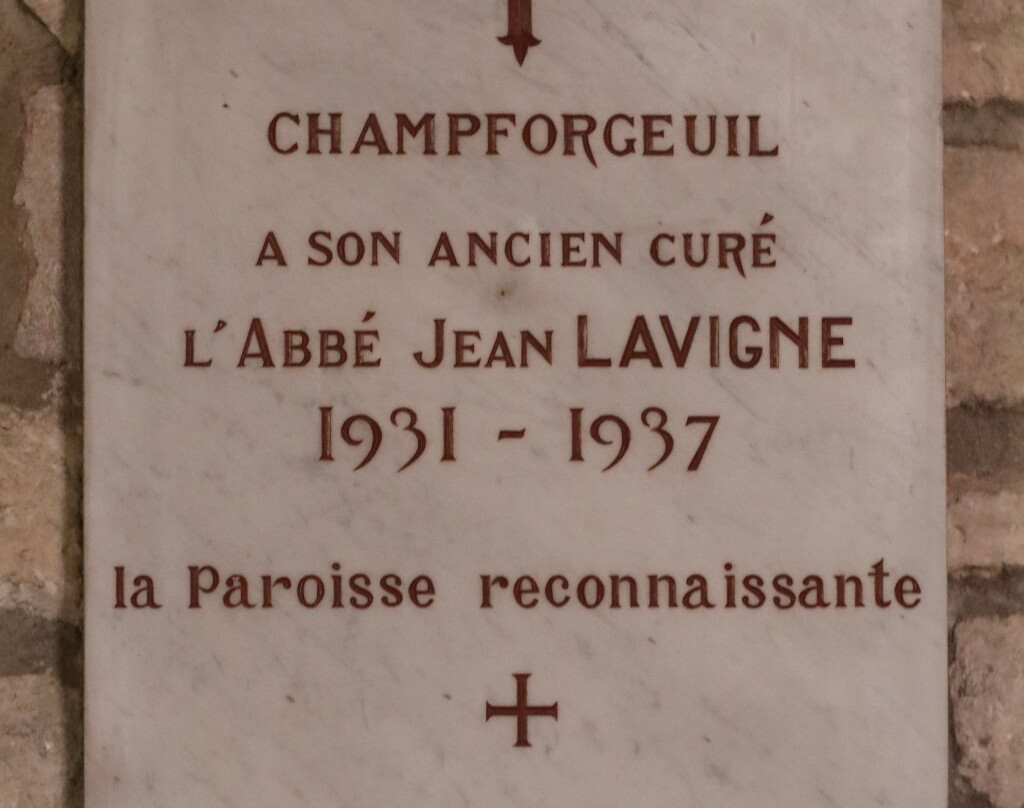 CHAMPFORGEUIL
A SON ANCIEN CURÉ
L'ABBÉ JEAN LAVIGNE
1931 - 1937
la Paroisse reconnaissante